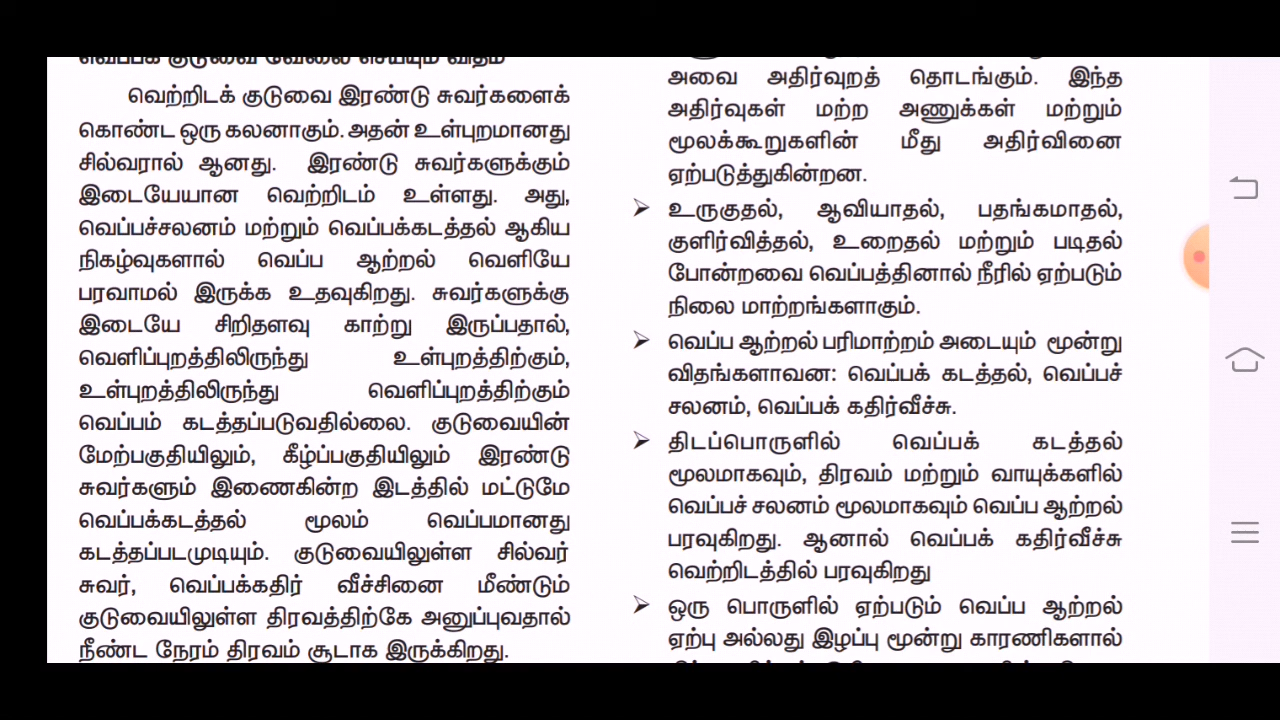 வெப்பக் குடுவை வேலை செய்யும் விதம்
வெற்றிடக் குடுவை இரண்டு சுவர்களைக்
கொண்ட ஒரு கலனாகும். அதன் உள்புறமானது
சில்வரால் ஆனது. இரண்டு சுவர்களுக்கும்
இடையேயான வெற்றிடம் உள்ளது. அது,
வெப்பச்சலனம் மற்றும் வெப்பக்கடத்தல் ஆகிய
நிகழ்வுகளால் வெப்ப ஆற்றல் வெளியே
பரவாமல் இருக்க உதவுகிறது. சுவர்களுக்கு
இடையே சிறிதளவு காற்று இருப்பதால்,
வெளிப்புறத்திலிருந்து உள்புறத்திற்கும்,
உள்புறத்திலிருந்து வெளிப்புறத்திற்கும்
வெப்பம் கடத்தப்படுவதில்லை. குடுவையின்
மேற்பகுதியிலும், கீழ்ப்பகுதியிலும் இரண்டு
சுவர்களும் இணைகின்ற இடத்தில் மட்டுமே
வெப்பக்கடத்தல் மூலம் வெப்பமானது
கடத்தப்படமுடியும். குடுவையிலுள்ள சில்வர்
சுவர், வெப்பக்கதிர் வீச்சினை மீண்டும்
குடுவையிலுள்ள திரவத்திற்கே அனுப்புவதால்
நீண்ட நேரம் திரவம் சூடாக இருக்கிறது.
அவை அதிர்வுறத் தொடங்கும். இந்த
அதிர்வுகள் மற்ற அணுக்கள் மற்றும்
மூலக்கூறுகளின் மீது அதிர்வினை
ஏற்படுத்துகின்றன.
➢ உருகுதல், ஆவியாதல், பதங்கமாதல்,
குளிர்வித்தல், உறைதல் மற்றும் படிதல்
போன்றவை வெப்பத்தினால் நீரில் ஏற்படும்
நிலை மாற்றங்களாகும்.
➢ வெப்ப ஆற்றல் பரிமாற்றம் அடையும் மூன்று
விதங்களாவன: வெப்பக் கடத்தல், வெப்பச்
சலனம், வெப்பக் கதிர்வீச்சு.
➢ திடப்பொருளில் வெப்பக் கடத்தல்
மூலமாகவும், திரவம் மற்றும் வாயுக்களில்
வெப்பச் சலனம் மூலமாகவும் வெப்ப ஆற்றல்
பரவுகிறது. ஆனால் வெப்பக் கதிர்வீச்சு
வெற்றிடத்தில் பரவுகிறது
➢ ஒரு பொருளில் ஏற்படும் வெப்ப ஆற்றல்
ஏற்பு அல்லது இழப்பு மூன்று காரணிகளால்